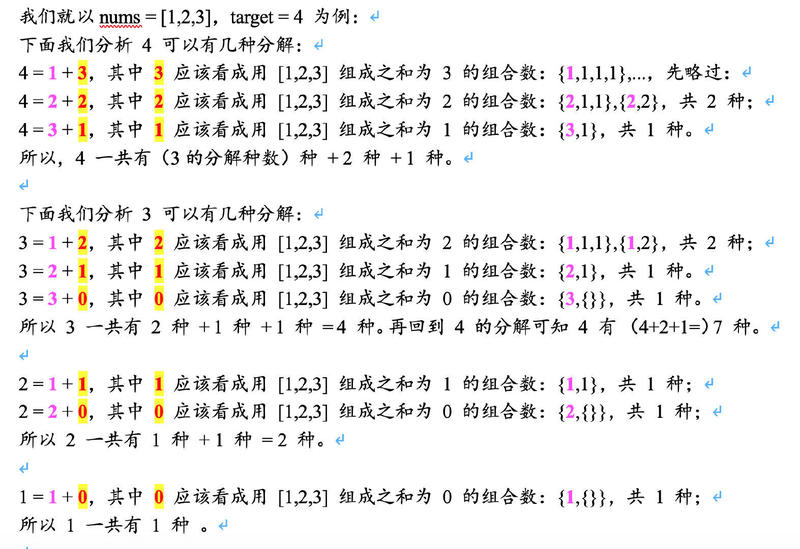 我们就以 nums = [1,2,3]，target = 4 为例：
下面我们分析 4 可以有几种分解：
4 = 1 + 3，其中 3 应该看成用 [1,2,3] 组成之和为 3 的组合数：{1,1,1,1},...，先略过：
4 = 2 + 2，其中 2 应该看成用 [1,2,3] 组成之和为 2 的组合数：{2,1,1},{2,2}，共 2 种；
4 = 3 + 1，其中 1 应该看成用 [1,2,3] 组成之和为 1 的组合数：{3,1}，共 1 种。
所以，4 一共有（3 的分解种数）种 + 2 种 + 1 种。
下面我们分析 3 可以有几种分解：
3 = 1 + 2，其中 2 应该看成用 [1,2,3] 组成之和为 2 的组合数：{1,1,1},{1,2}，共 2 种；
3 = 2 + 1，其中 1 应该看成用 [1,2,3] 组成之和为 1 的组合数：{2,1}，共 1 种。
3 = 3 + 0，其中 0 应该看成用 [1,2,3] 组成之和为 0 的组合数：{3,{}}，共 1 种。
所以 3 一共有 2 种 + 1 种 + 1 种 = 4 种。再回到 4 的分解可知 4 有 (4+2+1=) 7 种。
2 = 1 + 1，其中 1 应该看成用 [1,2,3] 组成之和为 1 的组合数：{1,1}，共 1 种；
2 = 2 + 0，其中 0 应该看成用 [1,2,3] 组成之和为 0 的组合数：{2,{}}，共 1 种；
所以 2 一共有 1 种 + 1 种 = 2 种。
1 = 1 + 0，其中 0 应该看成用 [1,2,3] 组成之和为 0 的组合数：{1,{}}，共 1 种；
所以 1 一共有 1 种 。